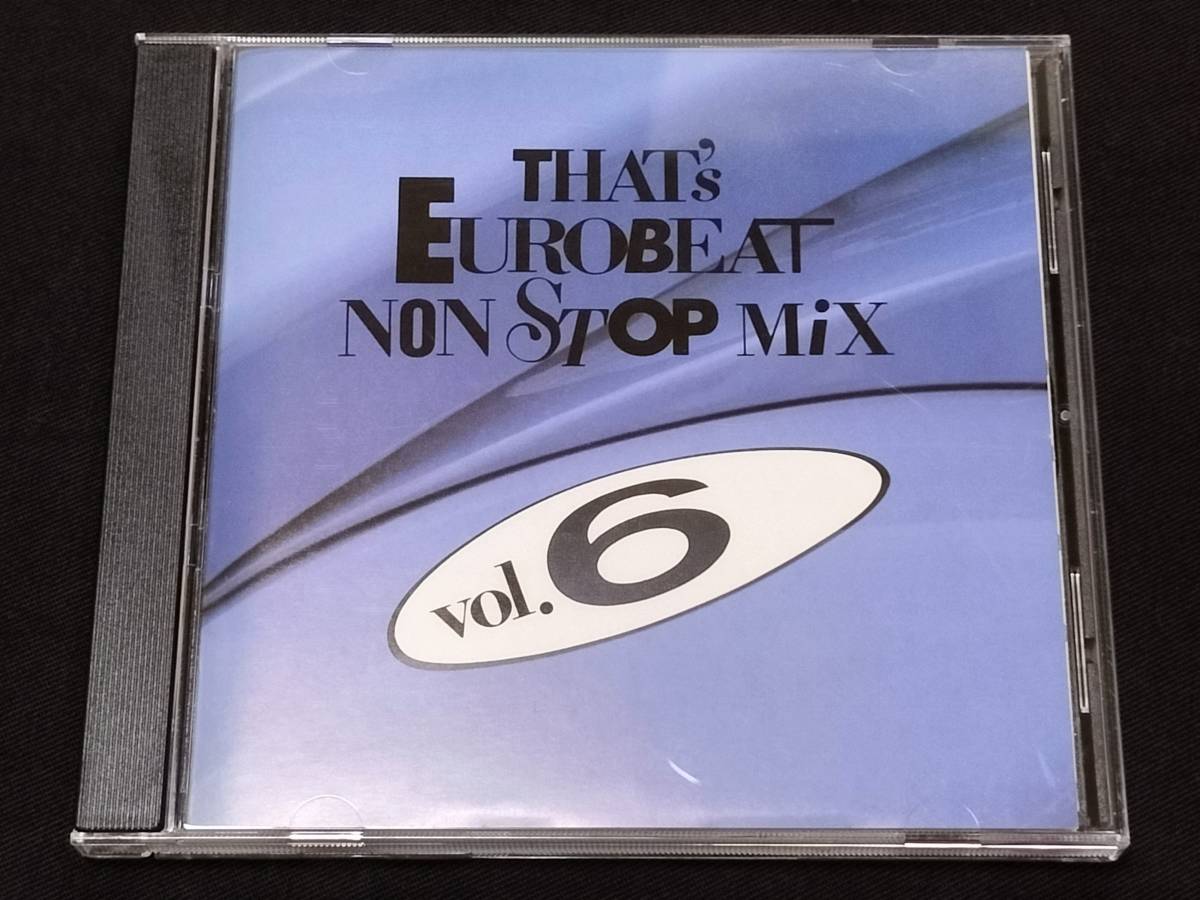 THAT's
EUROBEAT
NON STOP MiX
vol.6